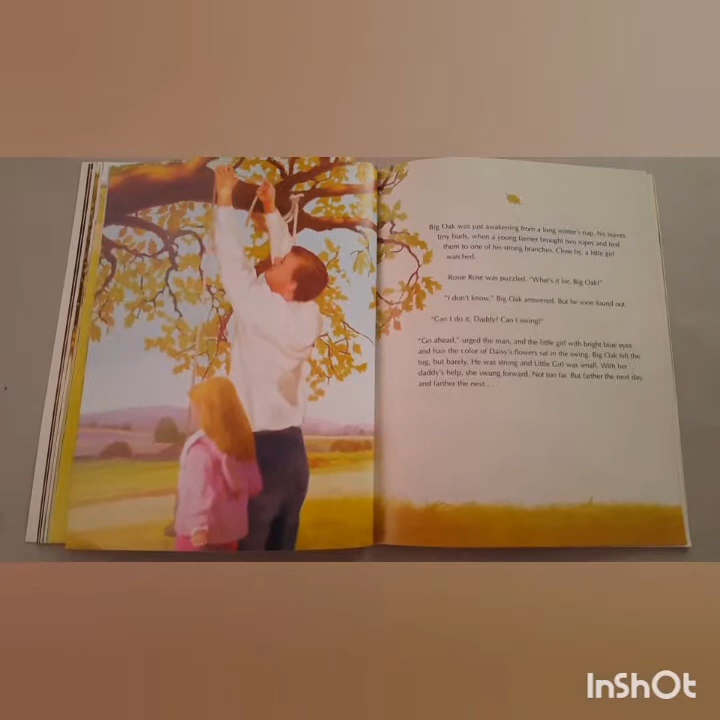 Big Oak was just awakening from a long winter's nap, his leaves
tiny buds, when a young farmer brought two ropes and tied
them to one of his strong branches. Close by, a little girl
watched.
Rosie Rose was puzzled. "What's it be, Big Oak?"
"I don't know," Big Oak answered. But he soon found out.
"Can I do it, Daddy? Can I swing?"
"Go ahead," urged the man, and the little girl with bright blue eyes
and hair the color of Daisy's flowers sat in the swing. Big Oak felt the
tug, but barely. He was strong and Little Girl was small. With her
daddy's help, she swung forward. Not too far. But farther the next day,
and farther the next . . .
InShOt